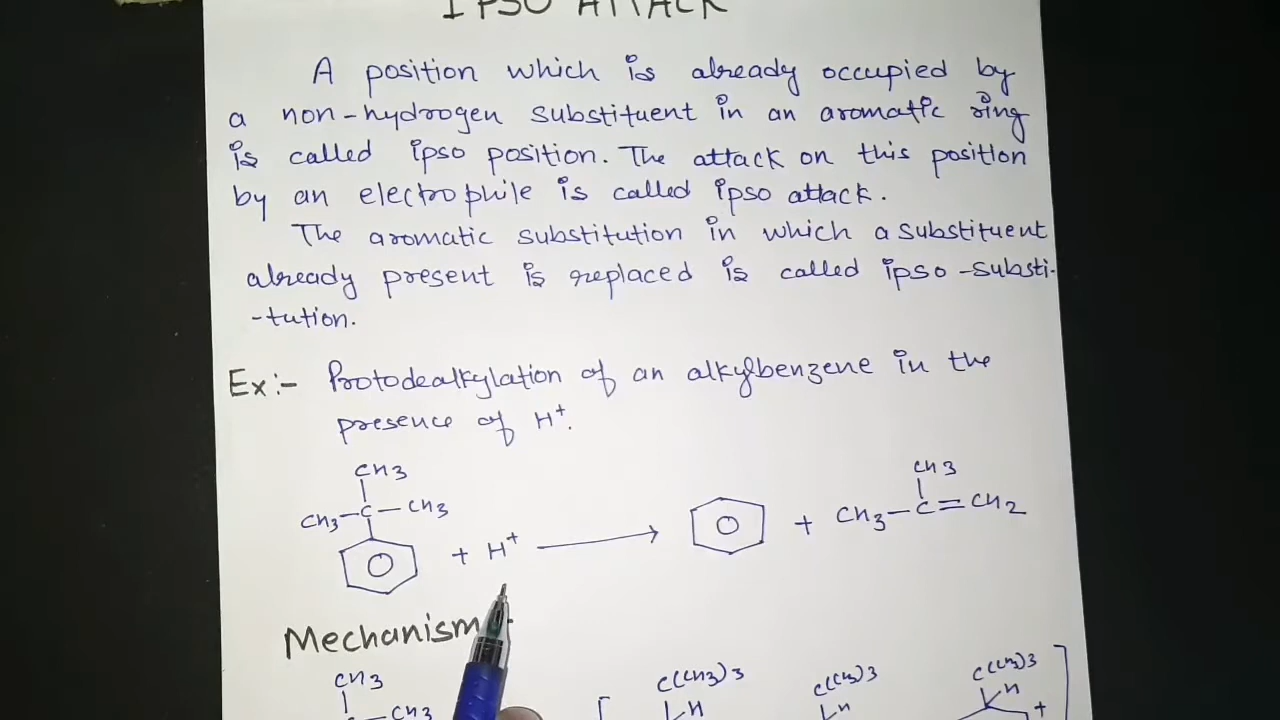 IPSO ATTACK
A position which is already occupied by
a non-hydrogen substituent in an aromatic ring
is called ipso position. The attack on this position
by an electrophile is called ipso attack.
The aromatic substitution in which a substituent
already present is replaced is called ipso-substi-
-tution.
Ex:- Protodealkylation of an alkylbenzene in the
presence of H+.
CH3
CH3-C-CH3
+ H+
+
CH3
CH3-C=CH2
Mechanism
CH3
C-CH3
C(CH3)3
H
C(CH3)3
H
C(CH3)3
H
+